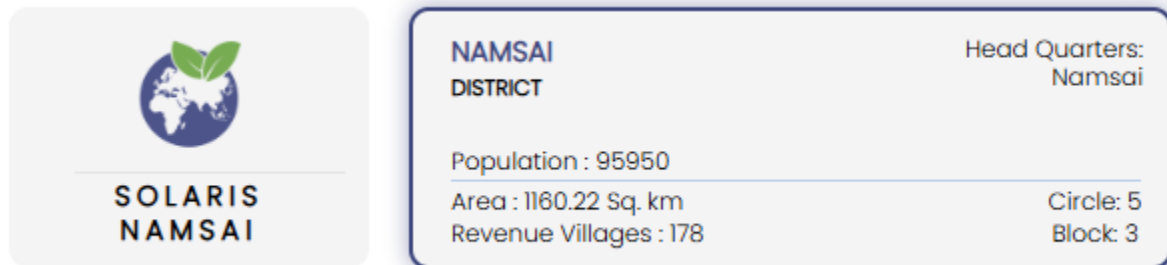 SOLARIS
NAMSAI
NAMSAI
DISTRICT
Head Quarters:
Namsai
Population : 95950
Area : 1160.22 Sq. km
Circle: 5
Revenue Villages : 178
Block: 3